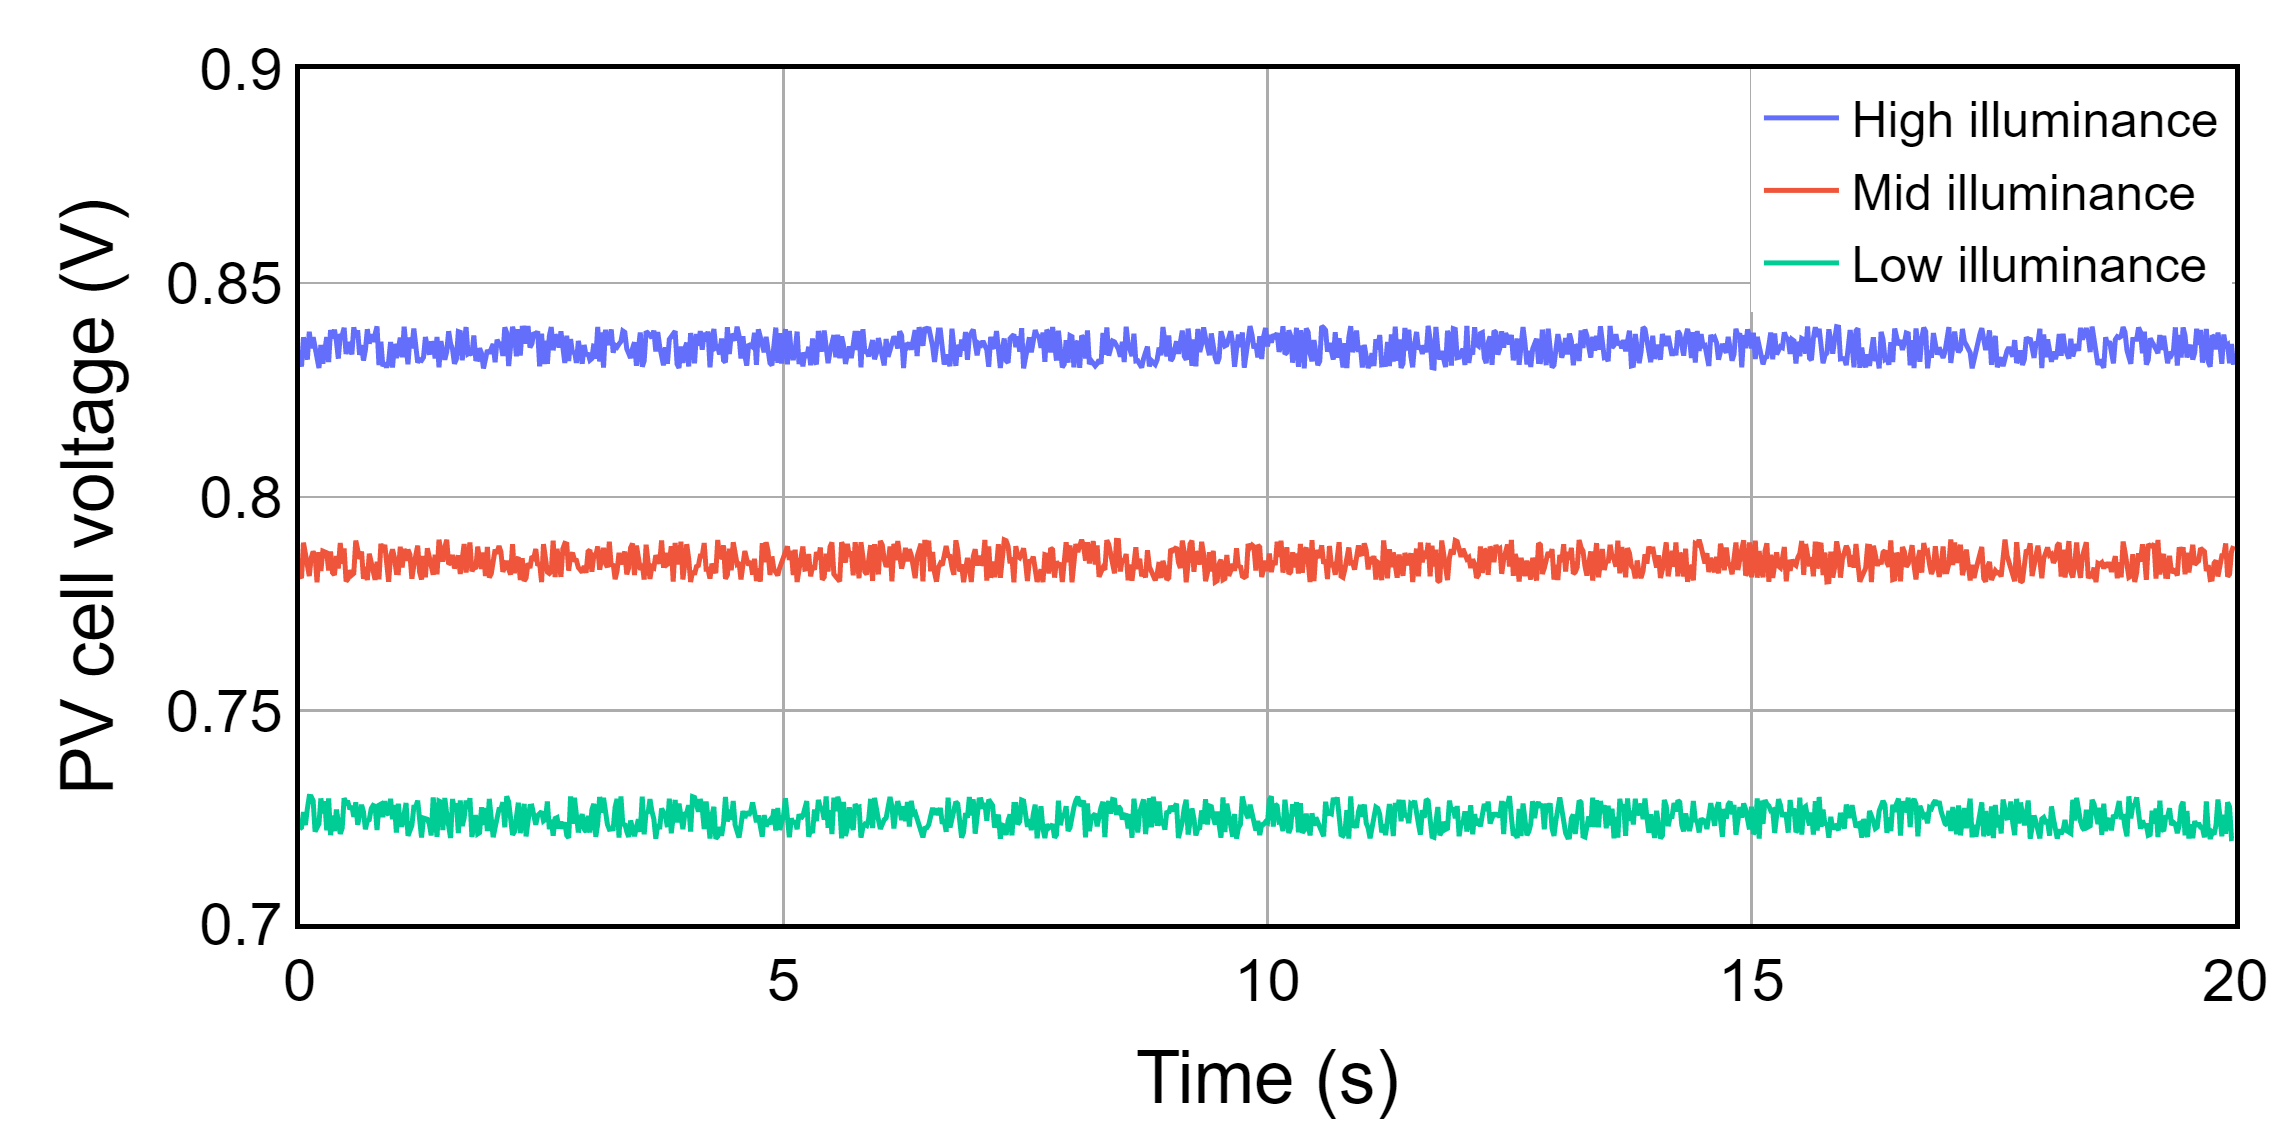 0.9
0.85
0.8
0.75
0.7
PV cell voltage (V)
High illuminance
Mid illuminance
Low illuminance
0 5 10 15 20
Time (s)